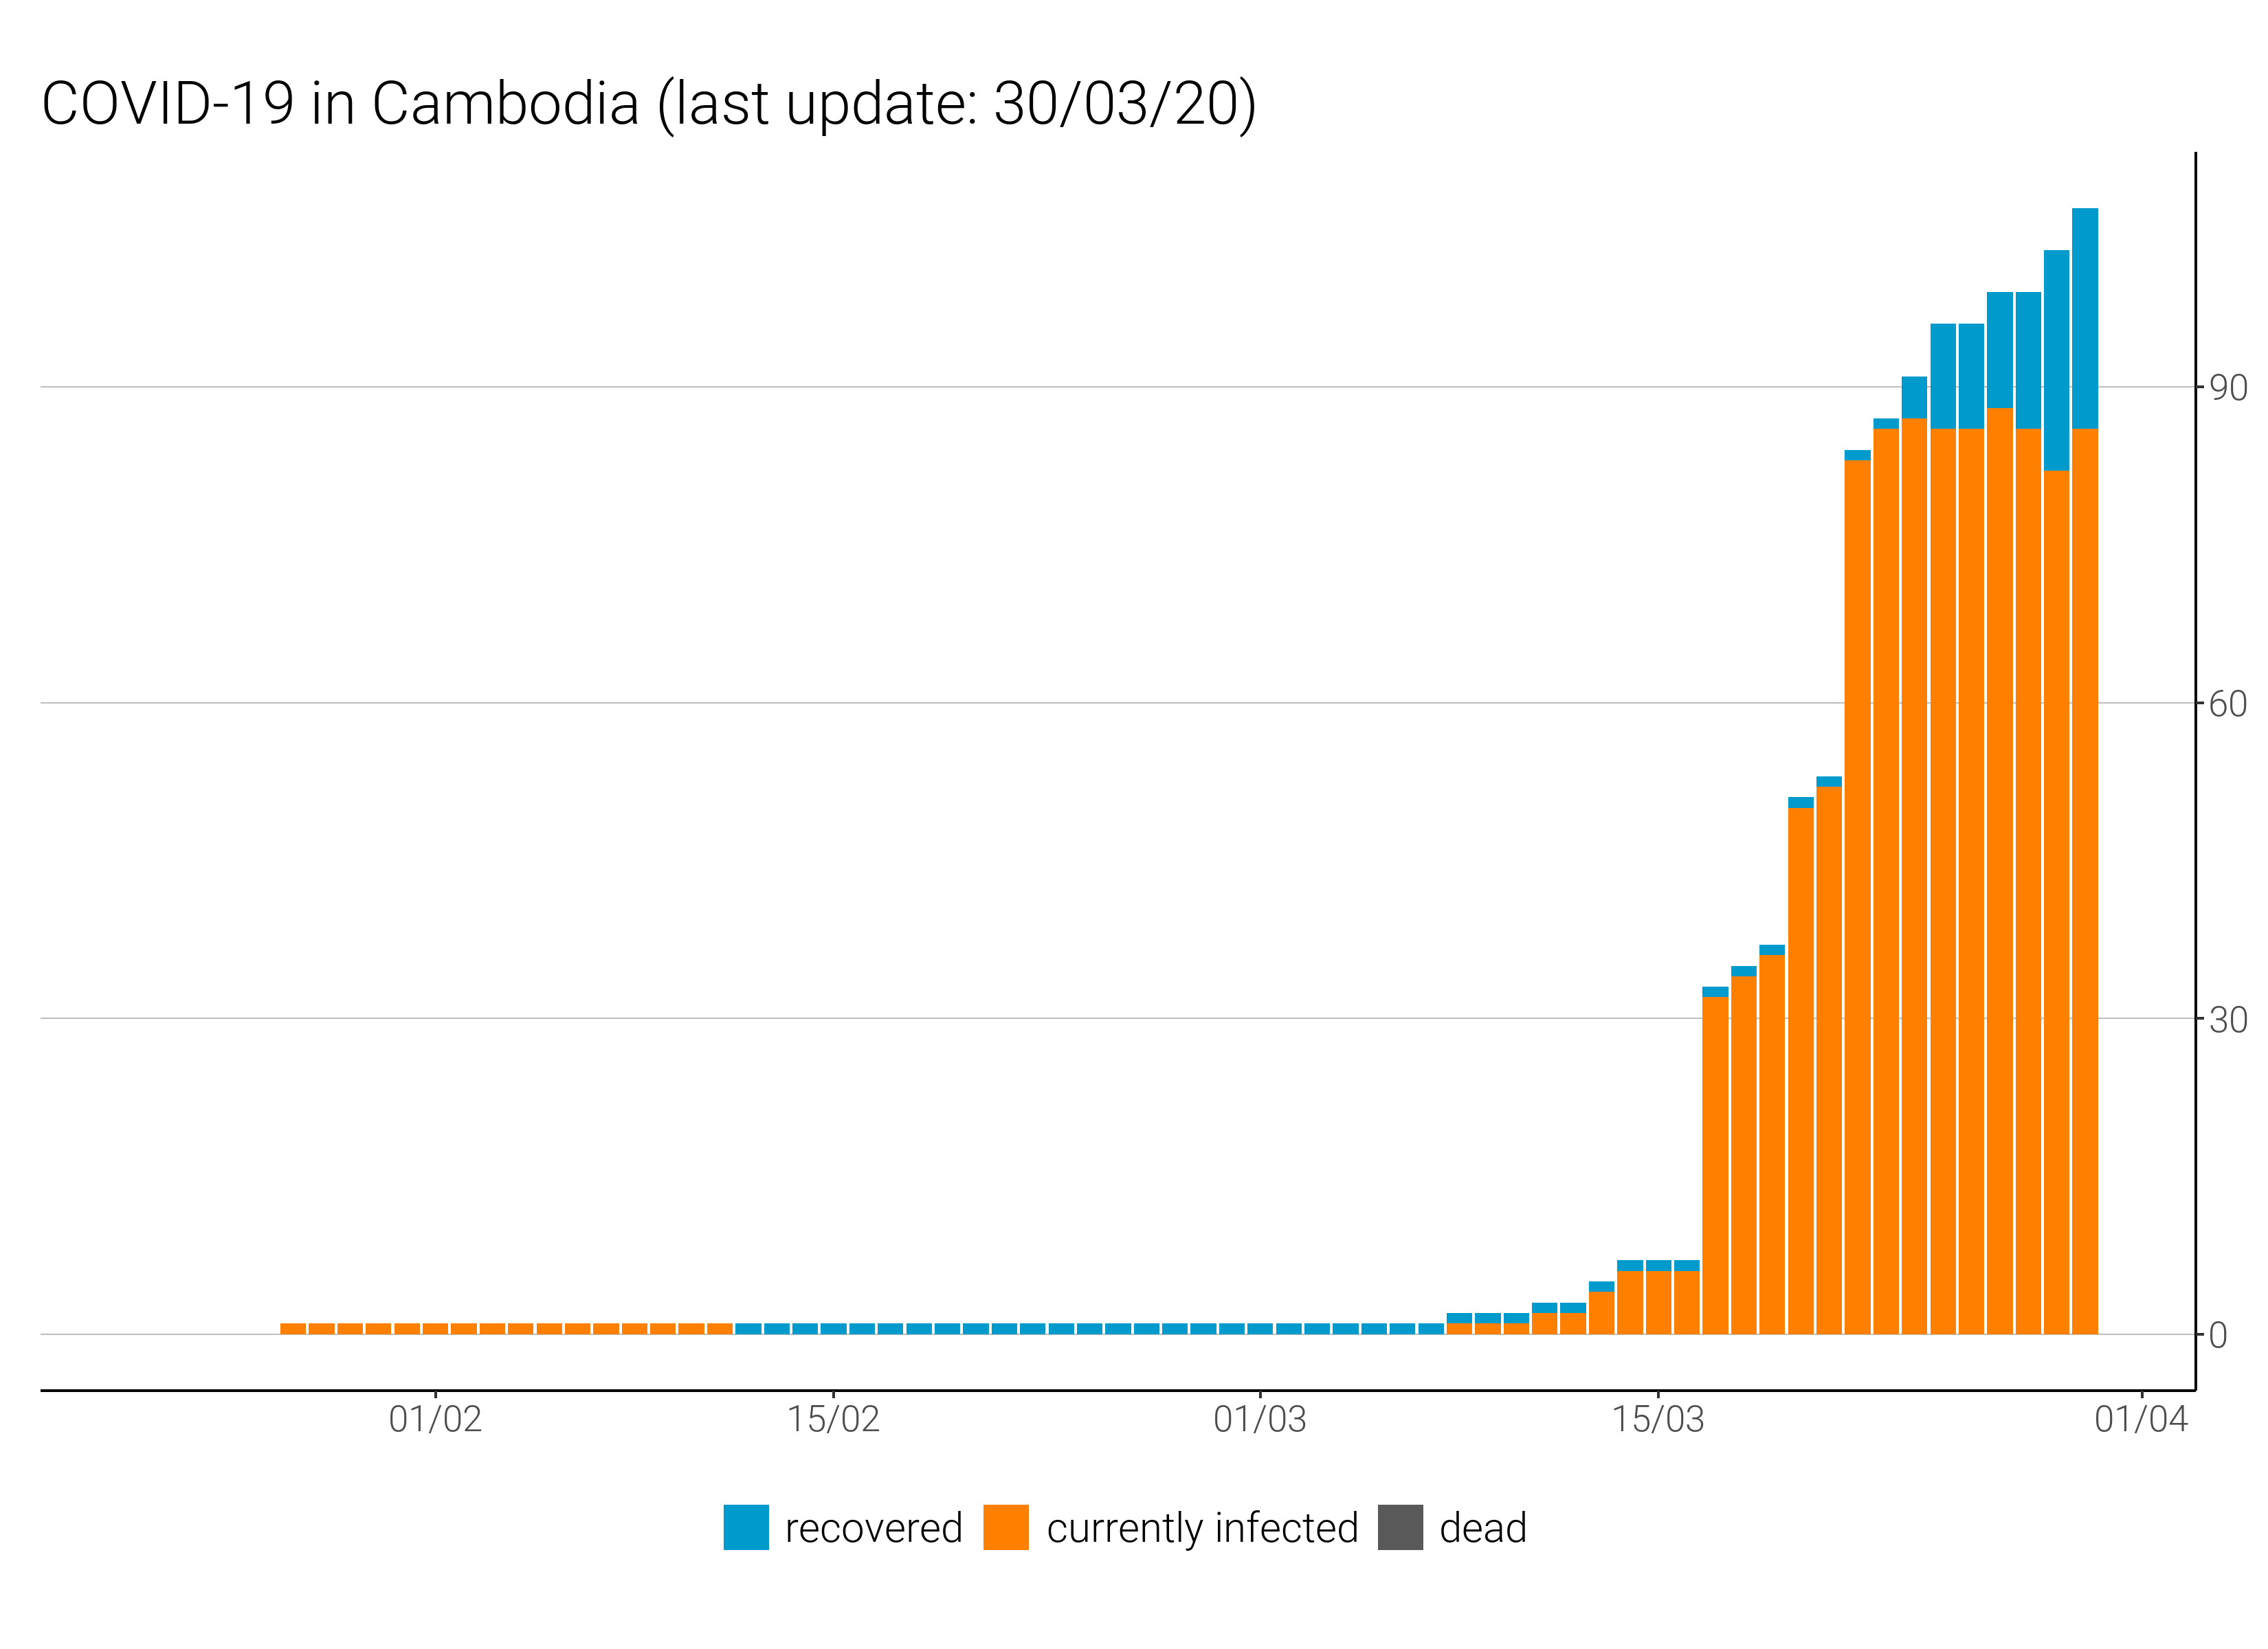 COVID-19 in Cambodia (last update: 30/03/20)
90
60
30
0
01/02 15/02 01/03 15/03 01/04
recovered currently infected dead